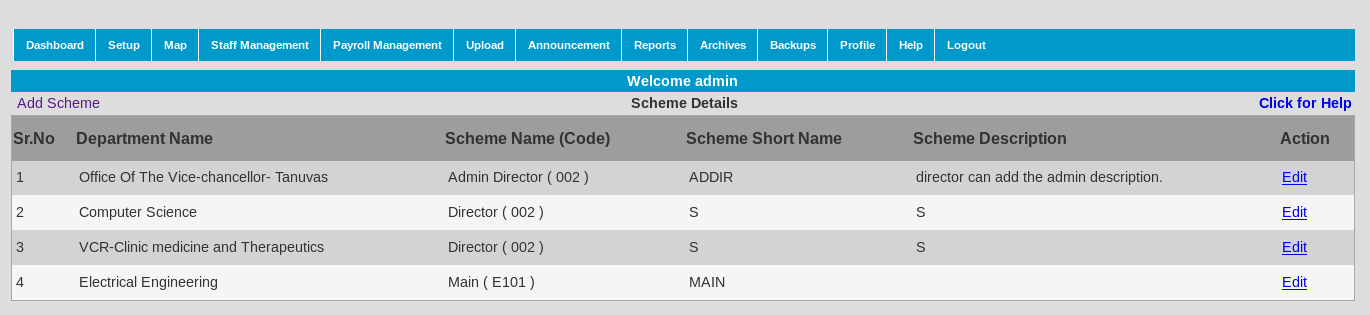 Dashboard Setup Map Staff Management Payroll Management Upload Announcement Reports Archives Backups Profile Help Logout
Welcome admin
Add Scheme Scheme Details Click for Help
Sr.No Department Name Scheme Name (Code) Scheme Short Name Scheme Description Action
1 Office Of The Vice-chancellor- Tanuvas Admin Director ( 002 ) ADDIR director can add the admin description. Edit
2 Computer Science Director ( 002 ) S S Edit
3 VCR-Clinic medicine and Therapeutics Director ( 002 ) S S Edit
4 Electrical Engineering Main ( E101 ) MAIN Edit